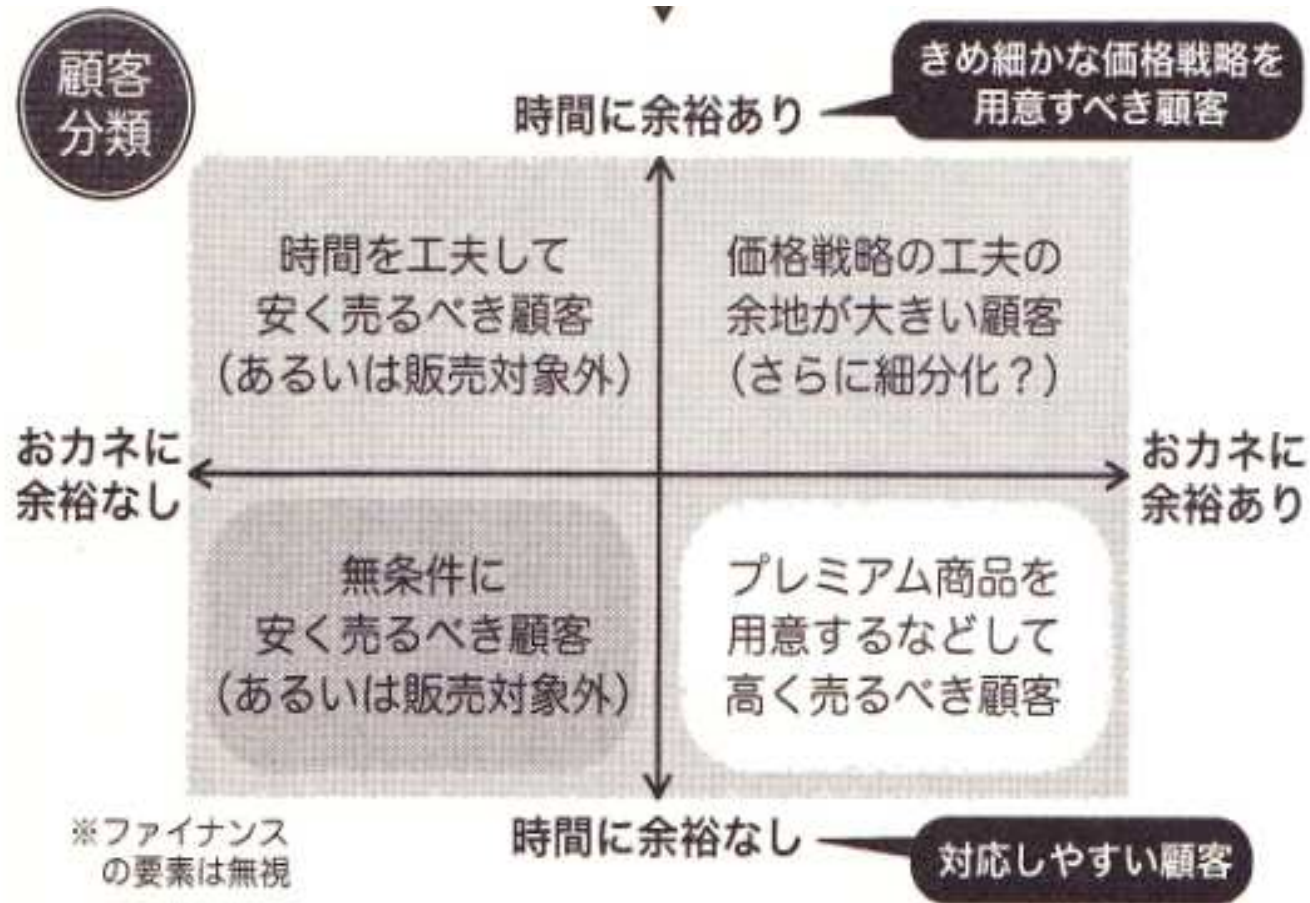 顧客
分類
きめ細かな価格戦略を
用意すべき顧客
時間に余裕あり
時間を工夫して
安く売るべき顧客
(あるいは販売対象外)
価格戦略の工夫の
余地が大きい顧客
(さらに細分化?)
おカネに
余裕なし
おカネに
余裕あり
無条件に
安く売るべき顧客
(あるいは販売対象外)
プレミアム商品を
用意するなどして
高く売るべき顧客
時間に余裕なし
対応しやすい顧客
※ファイナンス
の要素は無視